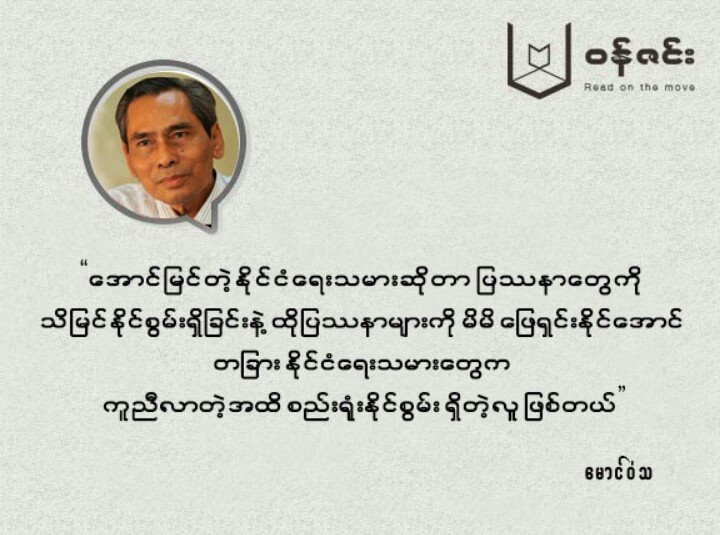 ဝန်ဇင်း
Read on the move
“အောင်မြင်တဲ့ နိုင်ငံရေးသမားဆိုတာ ပြဿနာတွေကို
သိမြင်နိုင်စွမ်းရှိခြင်းနဲ့ ထိုပြဿနာများကို မိမိ ဖြေရှင်းနိုင်အောင်
တခြား နိုင်ငံရေးသမားတွေက
ကူညီလာတဲ့အထိ စည်းရုံးနိုင်စွမ်း ရှိတဲ့လူ ဖြစ်တယ်”
မောင်ဝံသ